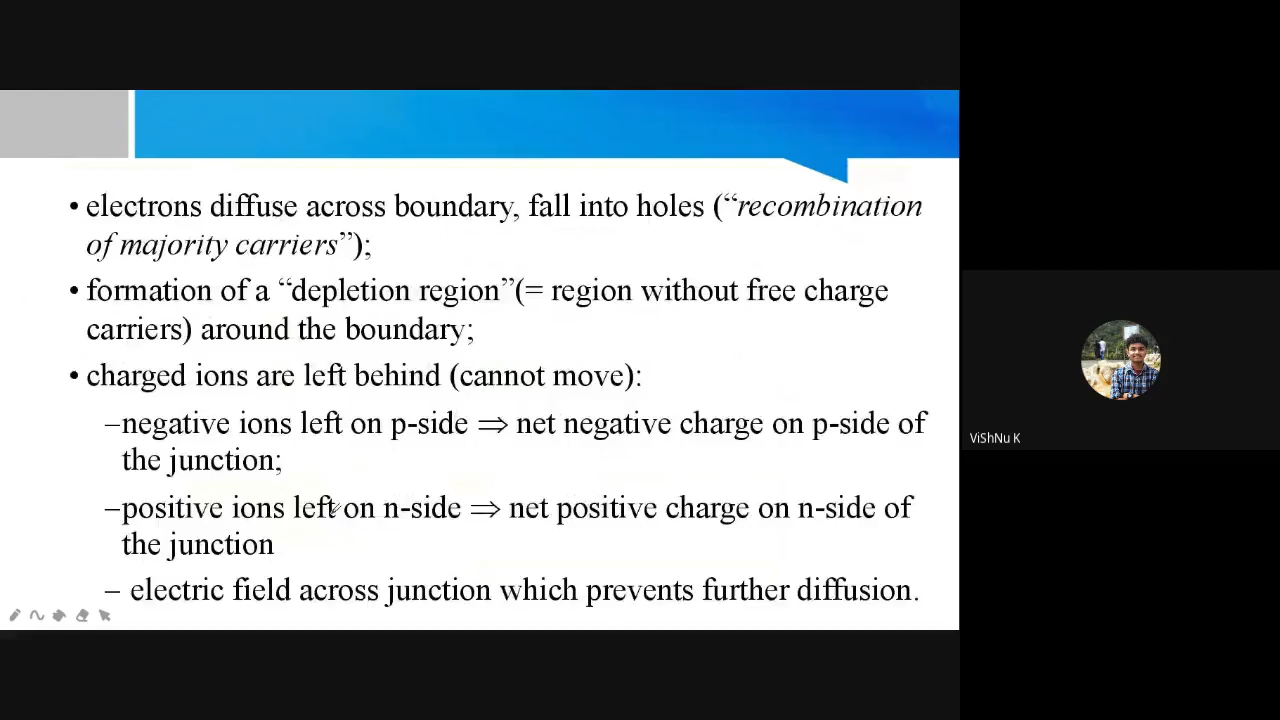 • electrons diffuse across boundary, fall into holes (“recombination
of majority carriers”);
• formation of a “depletion region”(= region without free charge
carriers) around the boundary;
• charged ions are left behind (cannot move):
–negative ions left on p-side ⇒ net negative charge on p-side of
the junction;
–positive ions left on n-side ⇒ net positive charge on n-side of
the junction
– electric field across junction which prevents further diffusion.
ViShNu K